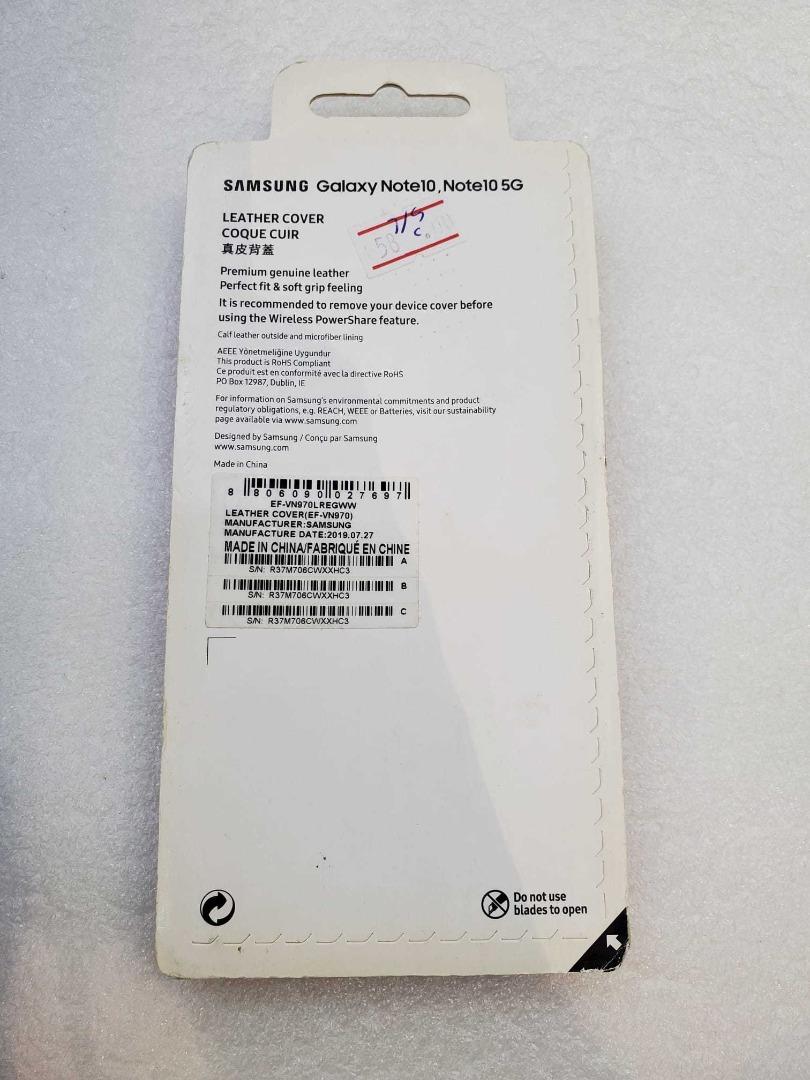 SAMSUNG Galaxy Note10, Note10 5G
LEATHER COVER
COQUE CUIR
真皮背蓋
Premium genuine leather
Perfect fit & soft grip feeling
It is recommended to remove your device cover before
using the Wireless PowerShare feature.
Calf leather outside and microfiber lining
AEEE Yönetmeliğine Uygundur
This product is RoHS Compliant
Ce produit est en conformité avec la directive RoHS
PO Box 12987, Dublin, IE
For information on Samsung's environmental commitments and product
regulatory obligations, e.g. REACH, WEEE or Batteries, visit our sustainability
page available via www.samsung.com
Designed by Samsung / Conçu par Samsung
www.samsung.com
Made in China
8 806090 027697
EF-VN970LREGWW
LEATHER COVER(EF-VN970)
MANUFACTURER:SAMSUNG
MANUFACTURE DATE:2019.07.27
MADE IN CHINA/FABRIQUÉ EN CHINE
A
S/N: R37M706CWXXHC3
B
S/N: R37M706CWXXHC3
C
S/N: R37M706CWXXHC3
Do not use
blades to open